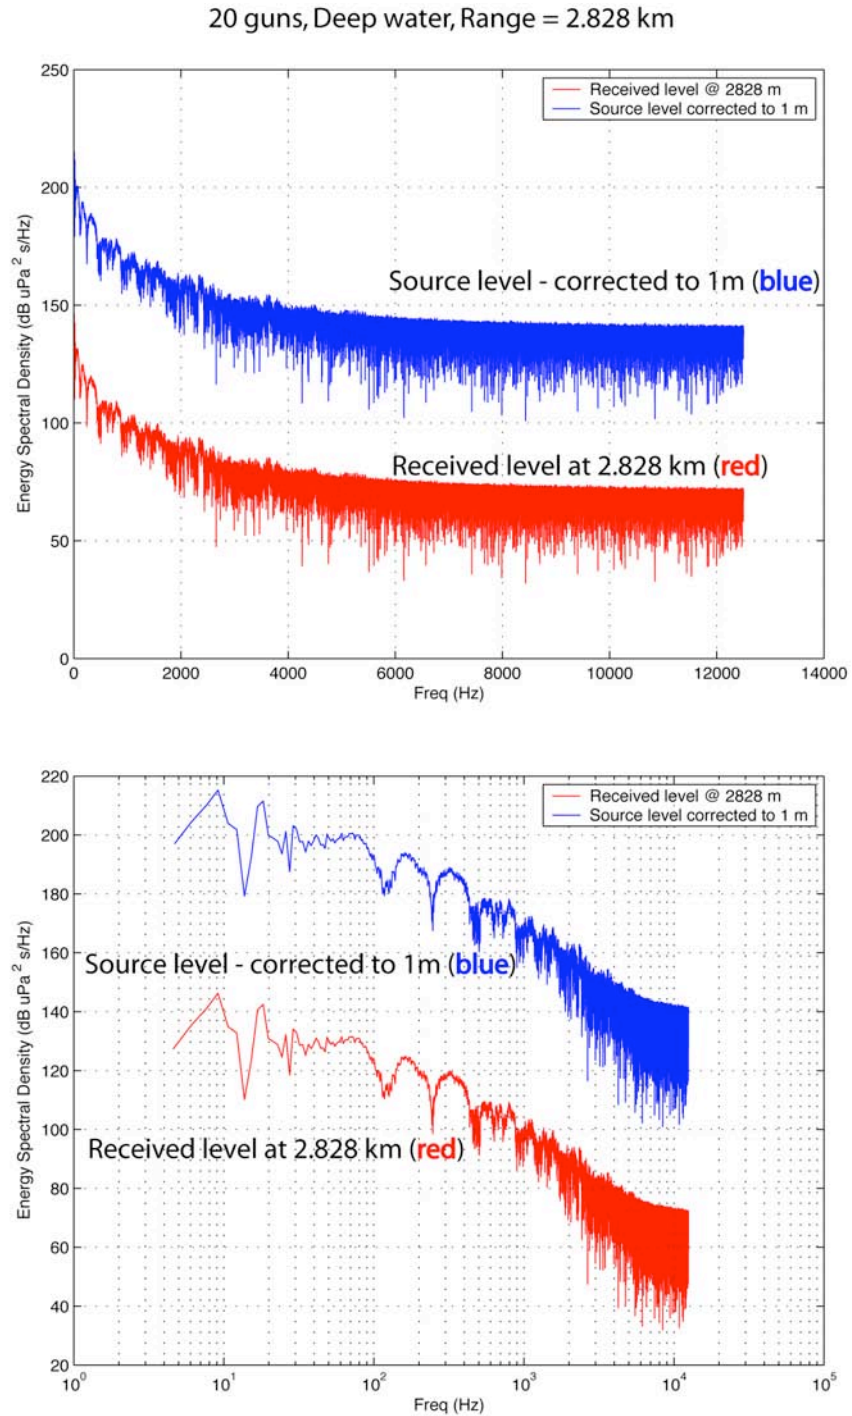 20 guns, Deep water, Range = 2.828 km
250
Received level @ 2828 m
Source level corrected to 1 m
200
Source level - corrected to 1m (blue)
150
100
Received level at 2.828 km (red)
50
0
Energy Spectral Density (dB uPa² s/Hz)
0 2000 4000 6000 8000 10000 12000 14000
Freq (Hz)
220
Received level @ 2828 m
Source level corrected to 1 m
200
180
160
Source level - corrected to 1m (blue)
140
120
100
Received level at 2.828 km (red)
80
60
40
20
Energy Spectral Density (dB uPa² s/Hz)
10⁰ 10¹ 10² 10³ 10⁴ 10⁵
Freq (Hz)